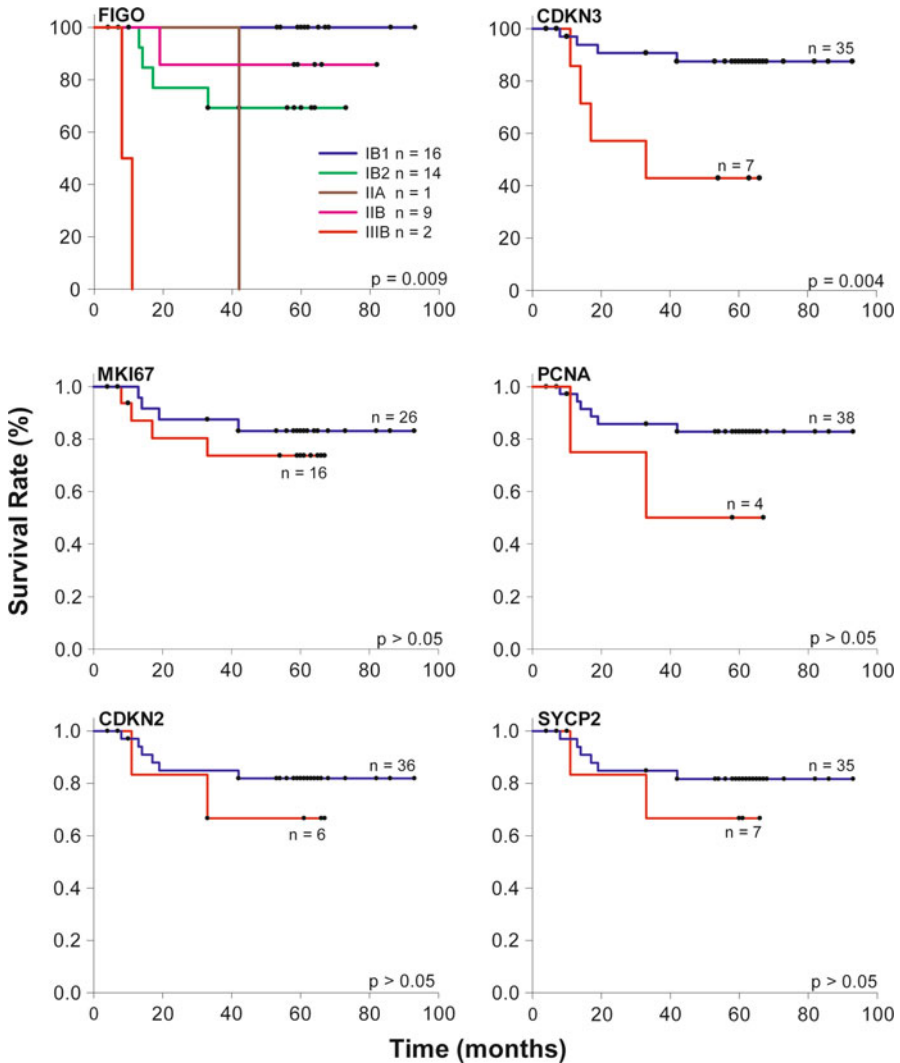 FIGO
100
80
60
40
20
0
IB1 n = 16
IB2 n = 14
IIA n = 1
IIB n = 9
IIIB n = 2
p = 0.009
0 20 40 60 80 100
CDKN3
100
80
60
40
20
0
n = 35
n = 7
p = 0.004
0 20 40 60 80 100
MKI67
1.0
0.8
0.6
0.4
0.2
0.0
n = 26
n = 16
p > 0.05
0 20 40 60 80 100
PCNA
1.0
0.8
0.6
0.4
0.2
0.0
n = 38
n = 4
p > 0.05
0 20 40 60 80 100
Survival Rate (%)
CDKN2
1.0
0.8
0.6
0.4
0.2
0.0
n = 36
n = 6
p > 0.05
0 20 40 60 80 100
SYCP2
1.0
0.8
0.6
0.4
0.2
0.0
n = 35
n = 7
p > 0.05
0 20 40 60 80 100
Time (months)